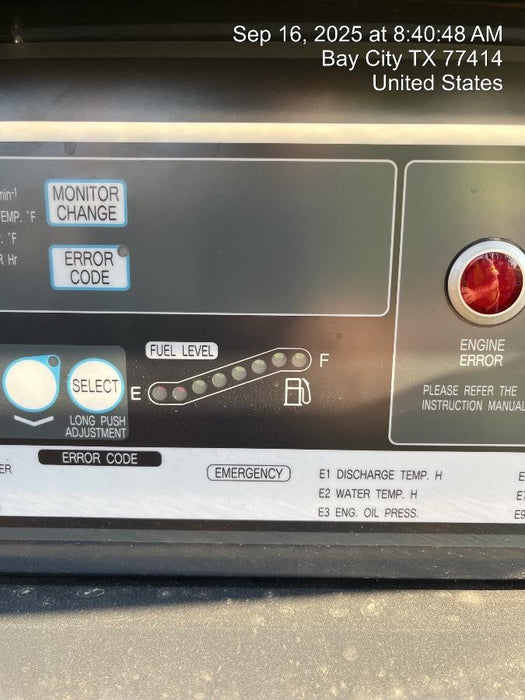 Sep 16, 2025 at 8:40:48 AM
Bay City TX 77414
United States
min-1
MONITOR
CHANGE
TEMP. °F
°F
Hr
ERROR
CODE
ENGINE
ERROR
FUEL LEVEL
E
F
SELECT
LONG PUSH
ADJUSTMENT
PLEASE REFER THE
INSTRUCTION MANUAL
ERROR CODE
EMERGENCY
E1 DISCHARGE TEMP. H
E2 WATER TEMP. H
E3 ENG. OIL PRESS.